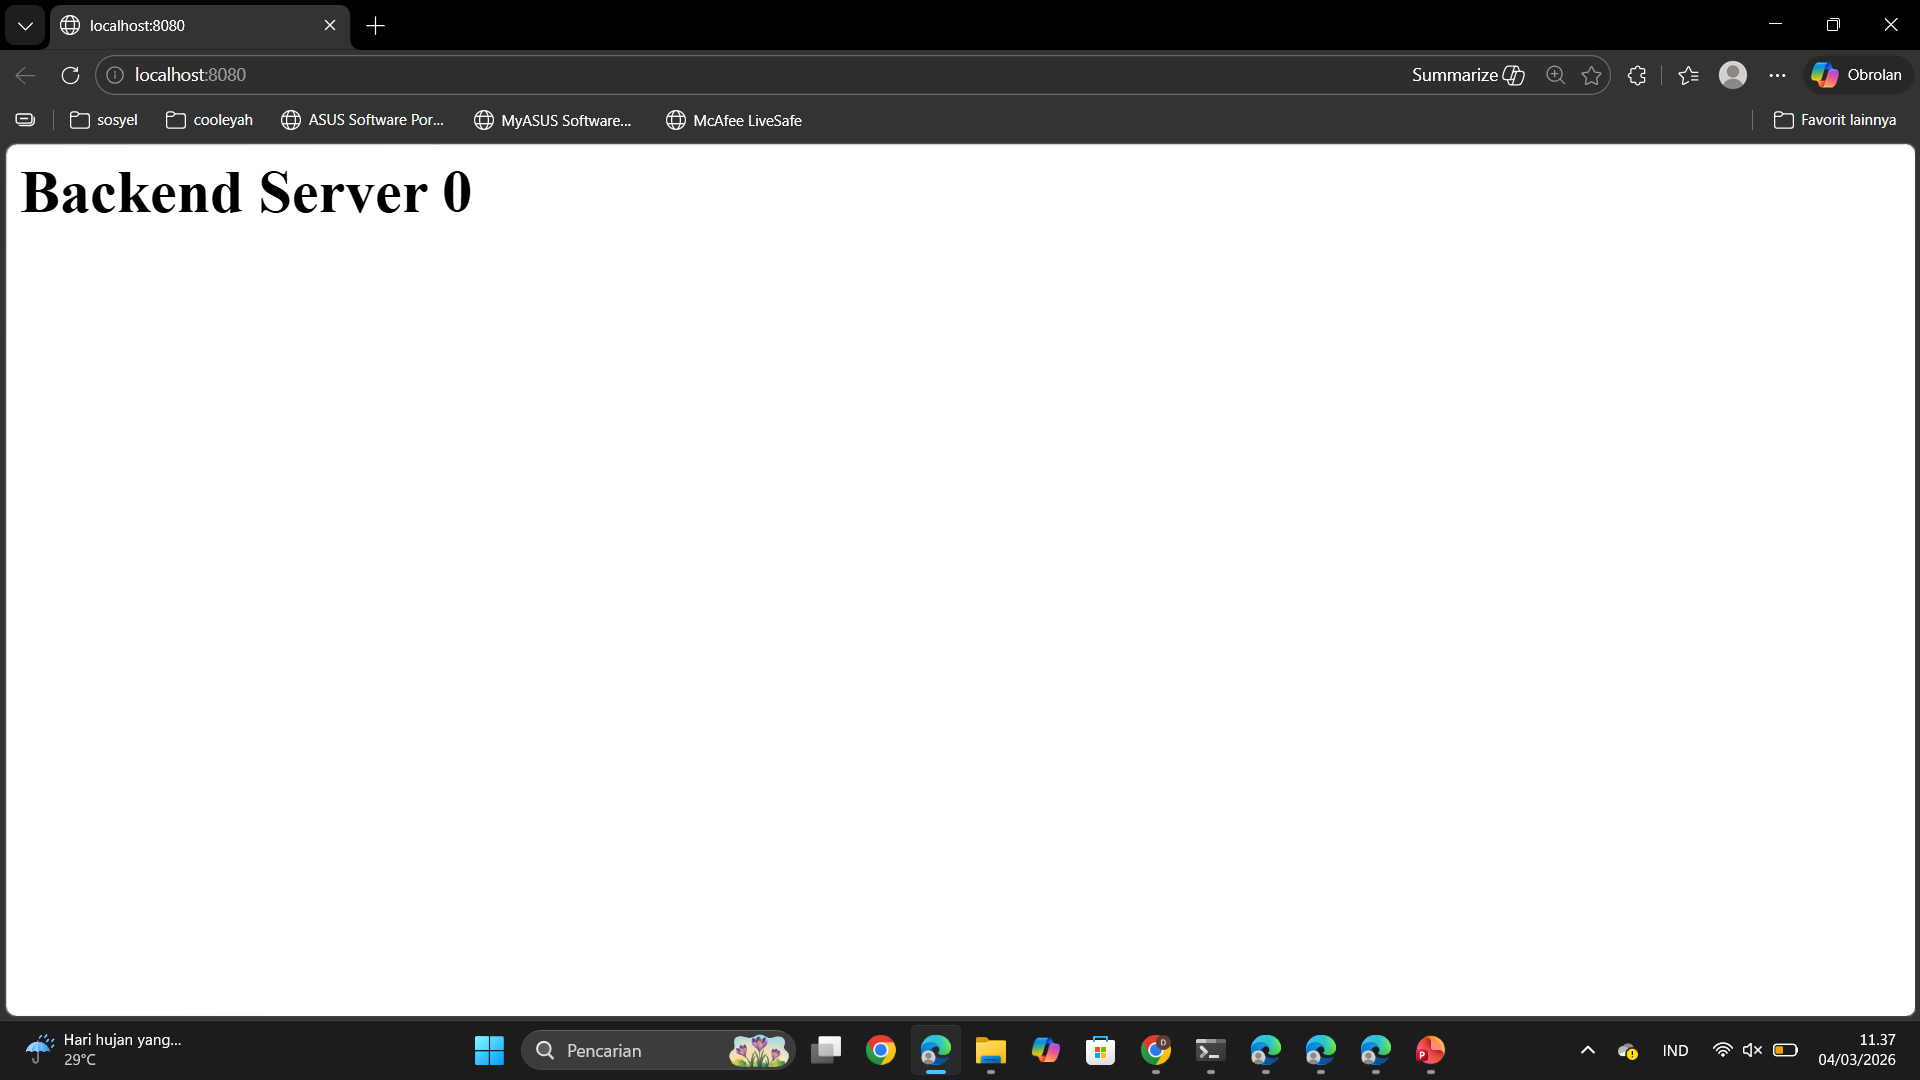 localhost:8080
localhost:8080
Summarize
Obrolan
sosyel
cooleyah
ASUS Software Por...
MyASUS Software...
McAfee LiveSafe
Favorit lainnya
Backend Server 0
Hari hujan yang...
29°C
Pencarian
D
P
IND
11.37
04/03/2026